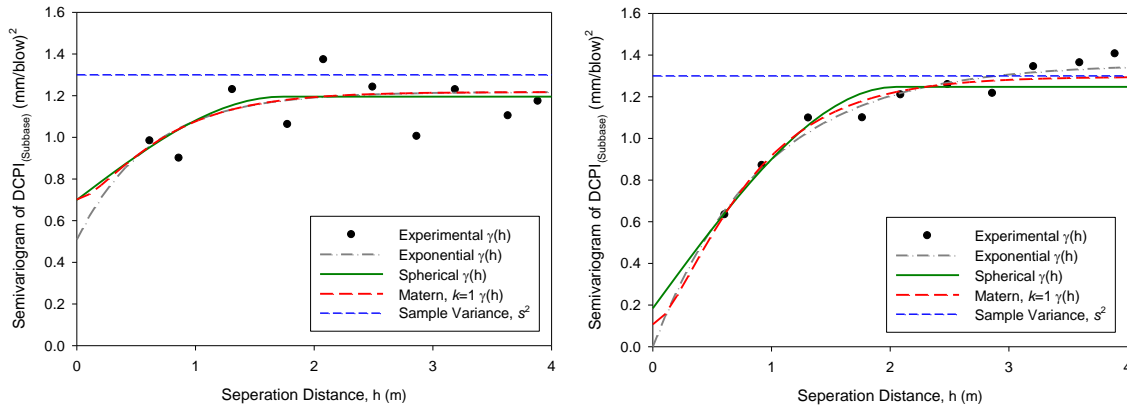 Semivariogram of DCPI(Subbase) (mm/blow)2
1.6
1.4
1.2
1.0
0.8
0.6
0.4
0.2
0.0
Experimental γ(h)
Exponential γ(h)
Spherical γ(h)
Matern, k=1 γ(h)
Sample Variance, s2
0 1 2 3 4
Seperation Distance, h (m)
Semivariogram of DCPI(Subbase) (mm/blow)2
1.6
1.4
1.2
1.0
0.8
0.6
0.4
0.2
0.0
Experimental γ(h)
Exponential γ(h)
Spherical γ(h)
Matern, k=1 γ(h)
Sample Variance, s2
0 1 2 3 4
Seperation Distance, h (m)